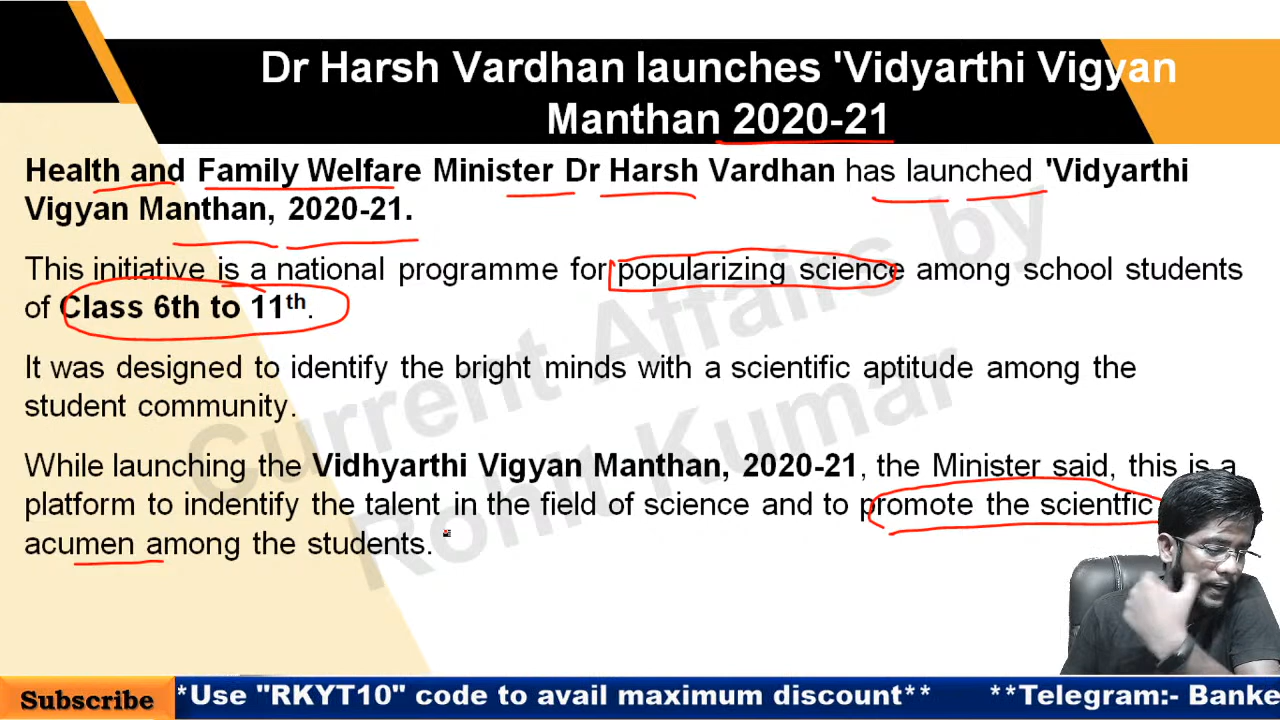 Dr Harsh Vardhan launches 'Vidyarthi Vigyan
Manthan 2020-21
Health and Family Welfare Minister Dr Harsh Vardhan has launched 'Vidyarthi
Vigyan Manthan, 2020-21.
This initiative is a national programme for popularizing science among school students
of Class 6th to 11th.
It was designed to identify the bright minds with a scientific aptitude among the
student community.
While launching the Vidhyarthi Vigyan Manthan, 2020-21, the Minister said, this is a
platform to indentify the talent in the field of science and to promote the scientfic
acumen among the students.
Current Affairs by
Rohit Kumar
Subscribe
*Use "RKYT10" code to avail maximum discount** **Telegram:- Banke